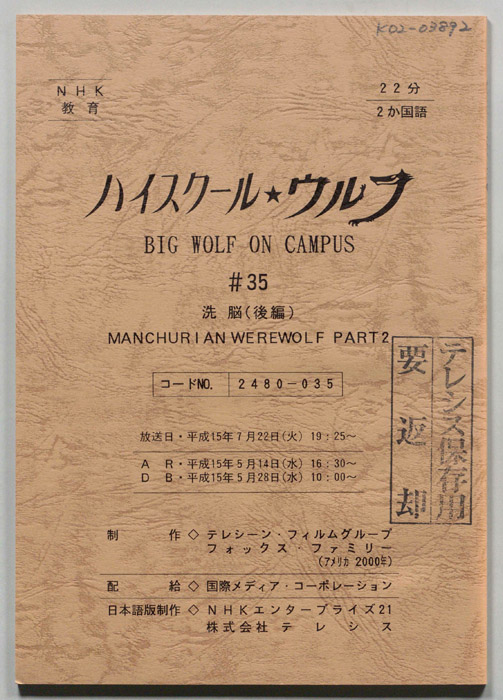 K02-03892
NHK
教育
22分
2か国語
ハイスクール★ウルフ
BIG WOLF ON CAMPUS
#35
洗脳(後編)
MANCHURIAN WEREWOLF PART2
コードNO. 2480-035
放送日・平成15年7月22日(火) 19:25~
AR・平成15年5月14日(水) 16:30~
DB・平成15年5月28日(水) 10:00~
テレシス保存用
要返却
制作◇テレシーン・フィルムグループ
フォックス・ファミリー
(アメリカ 2000年)
配給◇国際メディア・コーポレーション
日本語版制作◇NHKエンタープライズ21
株式会社テレシス